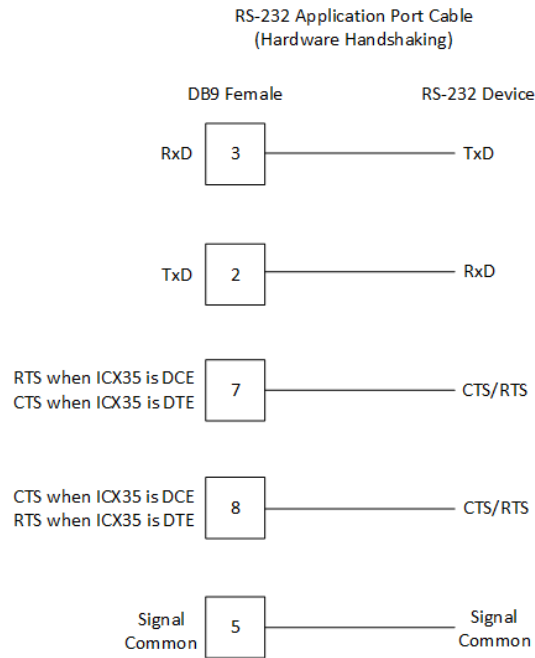 RS-232 Application Port Cable
(Hardware Handshaking)
DB9 Female
RS-232 Device
RxD
3
TxD
TxD
2
RxD
RTS when ICX35 is DCE
CTS when ICX35 is DTE
7
CTS/RTS
CTS when ICX35 is DCE
RTS when ICX35 is DTE
8
CTS/RTS
Signal
Common
5
Signal
Common